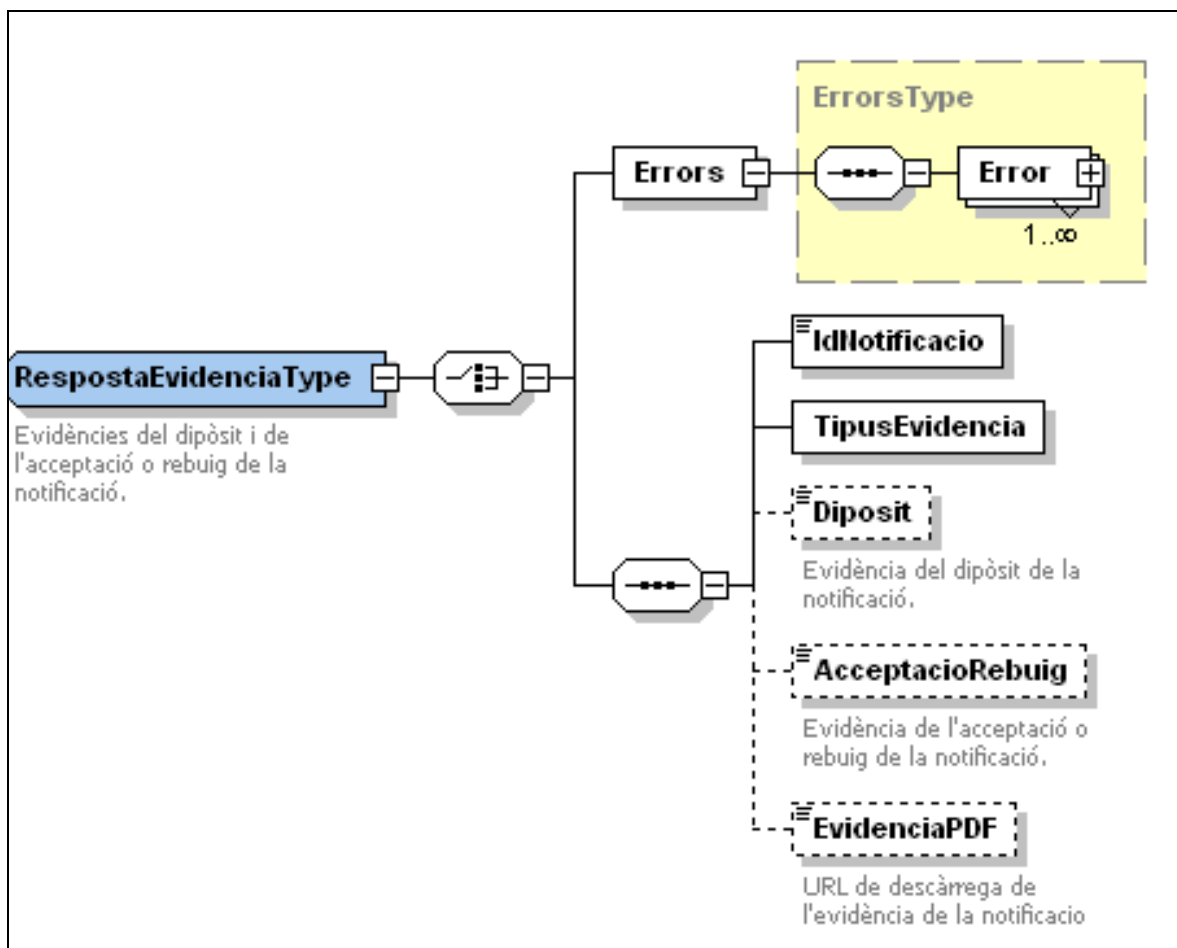 ErrorsType
Errors
Error
1..∞
RespostaEvidenciaType
Evidències del dipòsit i de
l'acceptació o rebuig de la
notificació.
IdNotificacio
TipusEvidencia
Diposit
Evidència del dipòsit de la
notificació.
AcceptacioRebuig
Evidència de l'acceptació o
rebuig de la notificació.
EvidenciaPDF
URL de descàrrega de
l'evidència de la notificacio